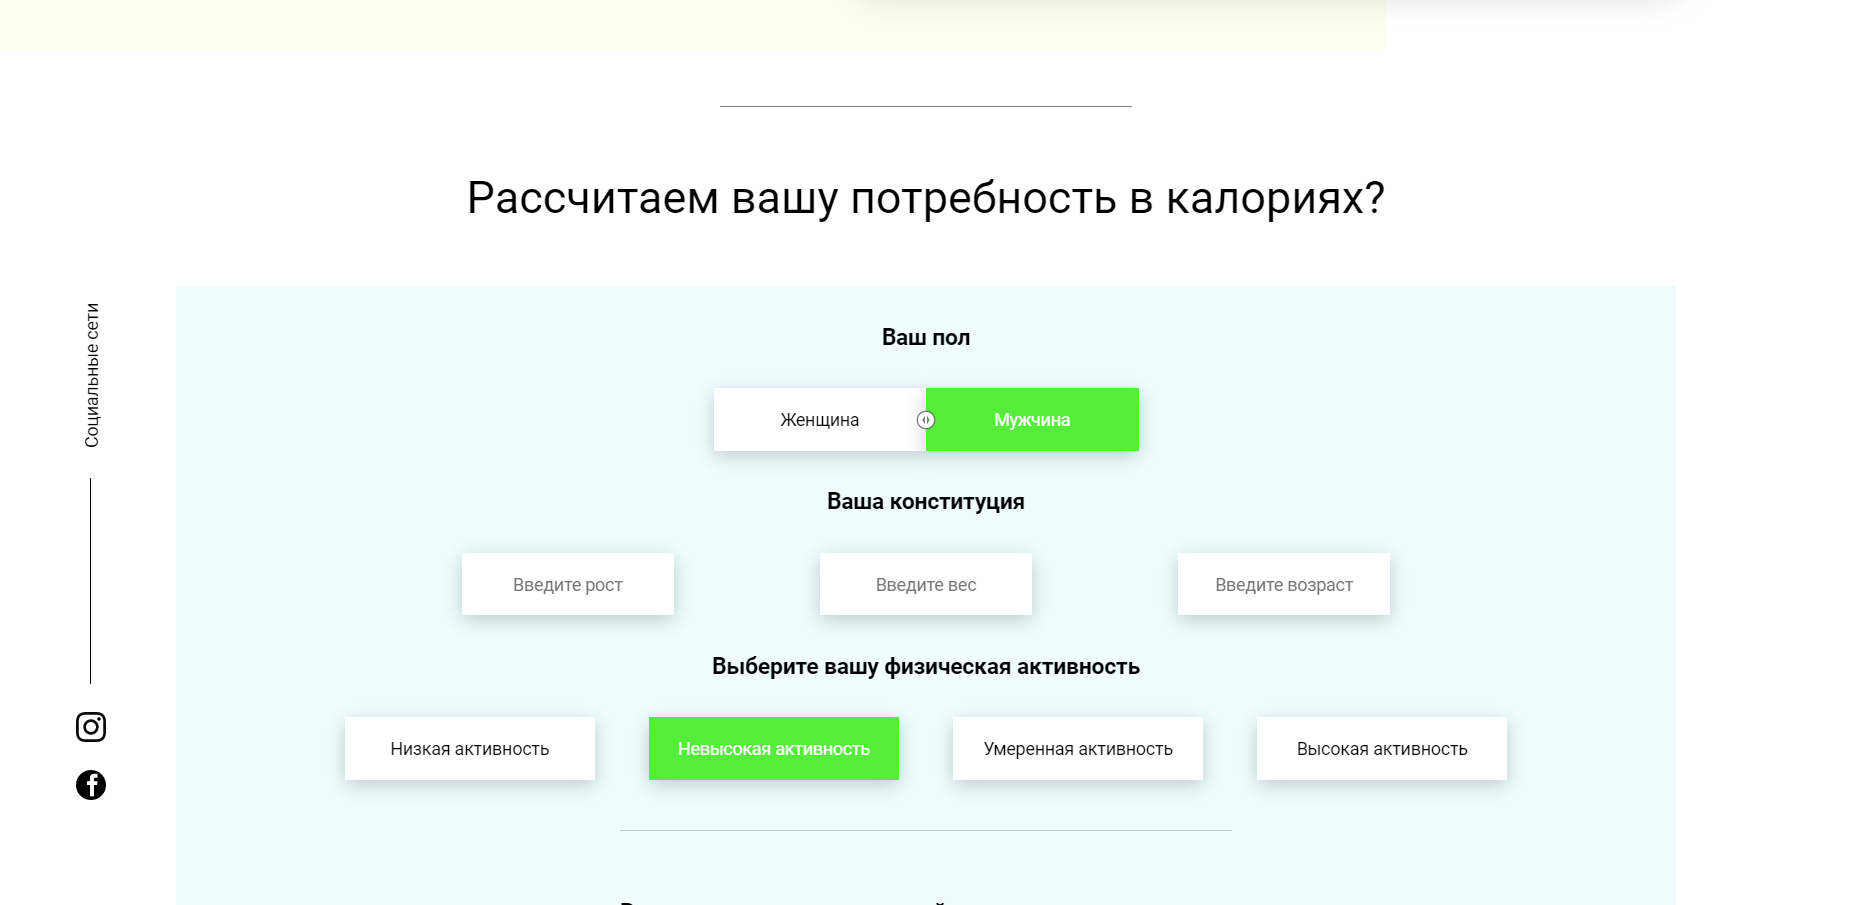 Рассчитаем вашу потребность в калориях?
Социальные сети
Ваш пол
Женщина
Мужчина
Ваша конституция
Введите рост
Введите вес
Введите возраст
Выберите вашу физическая активность
Низкая активность
Невысокая активность
Умеренная активность
Высокая активность